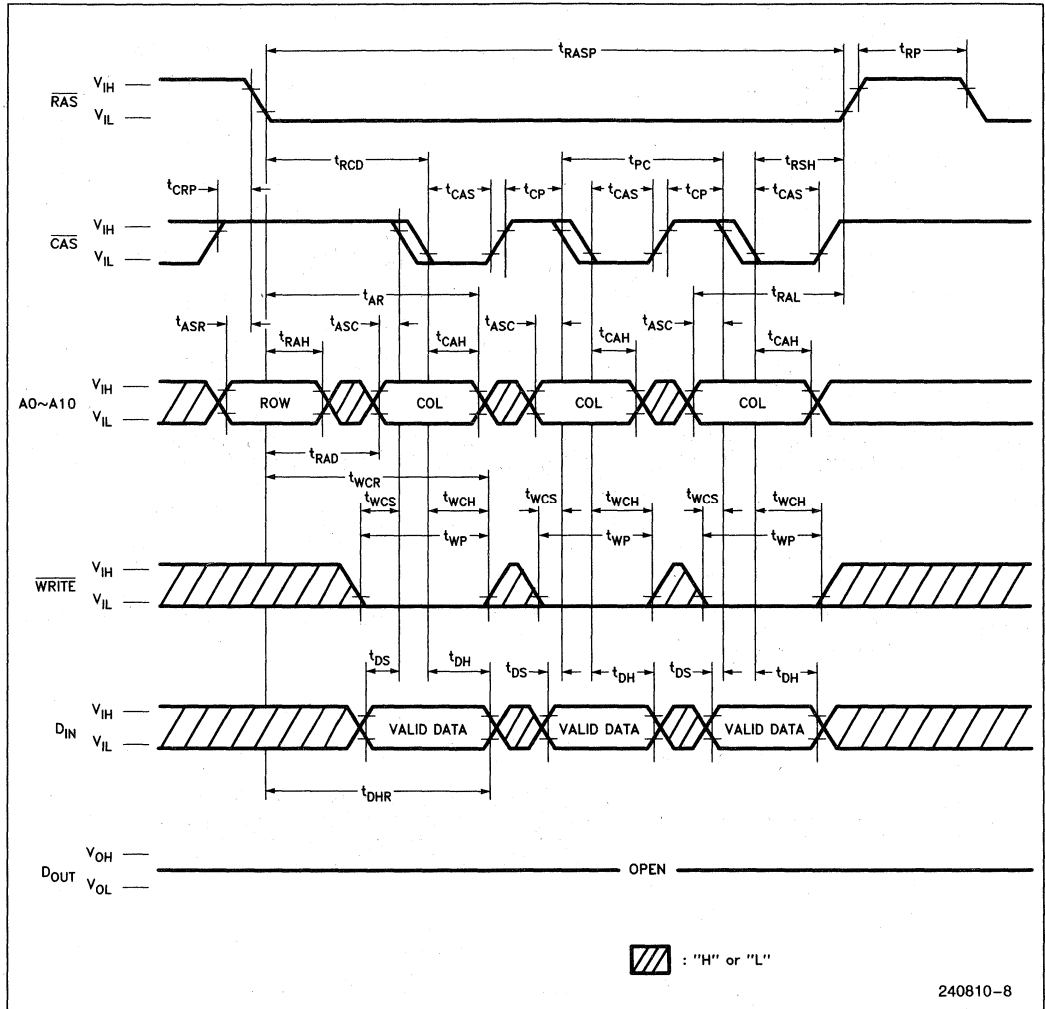 tRASP tRP
VIH
RAS
VIL
tRCD tPC tRSH
tCRP tCAS tCP tCAS tCP tCAS
VIH
CAS
VIL
tAR tRAL
tASR tRAH tASC tCAH tASC tCAH tASC tCAH
VIH
A0~A10 ROW COL COL COL
VIL
tRAD
tWCR
tWCS tWCH tWCS tWCH tWCS tWCH
tWP tWP tWP
VIH
WRITE
VIL
tDS tDH tDS tDH tDS tDH
VIH
DIN VALID DATA VALID DATA VALID DATA
VIL
tDHR
VOH
DOUT OPEN
VOL
: "H" or "L"
240810-8